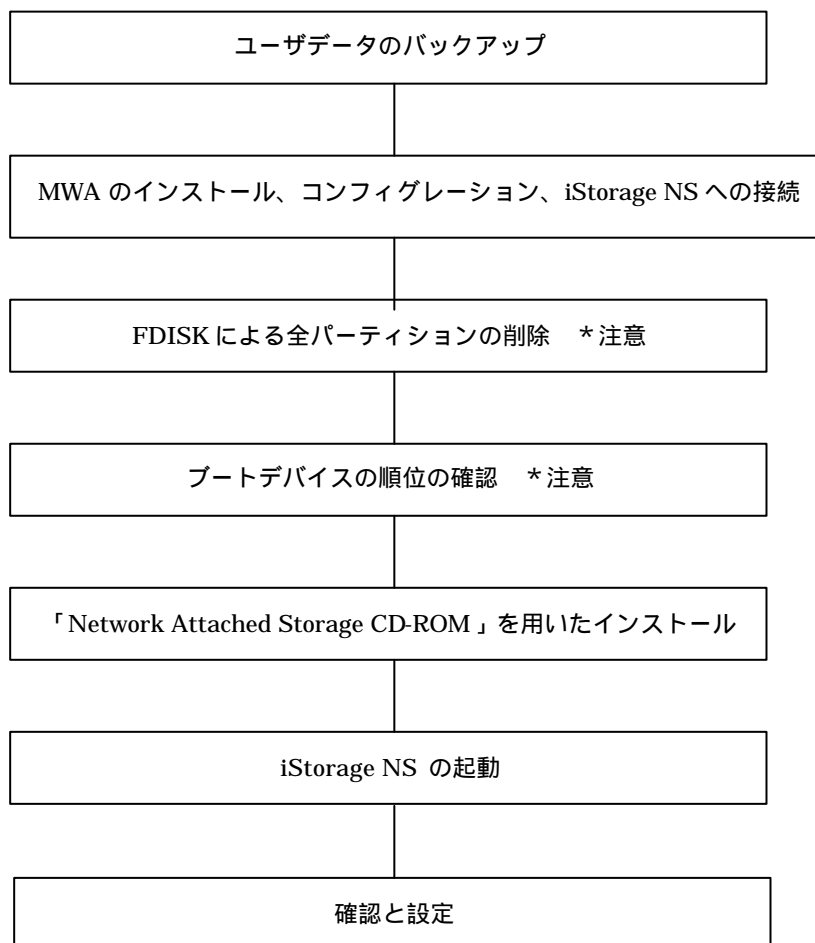 ユーザデータのバックアップ
MWA のインストール、コンフィグレーション、iStorage NS への接続
FDISK による全パーティションの削除　*注意
ブートデバイスの順位の確認　*注意
「Network Attached Storage CD-ROM」を用いたインストール
iStorage NS の起動
確認と設定